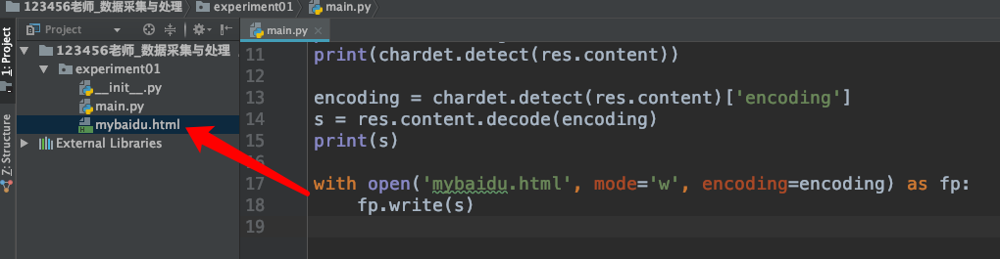 123456老师_数据采集与处理 experiment01 main.py
1: Project
Z: Structure
Project
123456老师_数据采集与处理
experiment01
__init__.py
main.py
mybaidu.html
External Libraries
main.py
11 print(chardet.detect(res.content))
12
13 encoding = chardet.detect(res.content)['encoding']
14 s = res.content.decode(encoding)
15 print(s)
16
17 with open('mybaidu.html', mode='w', encoding=encoding) as fp:
18 fp.write(s)
19